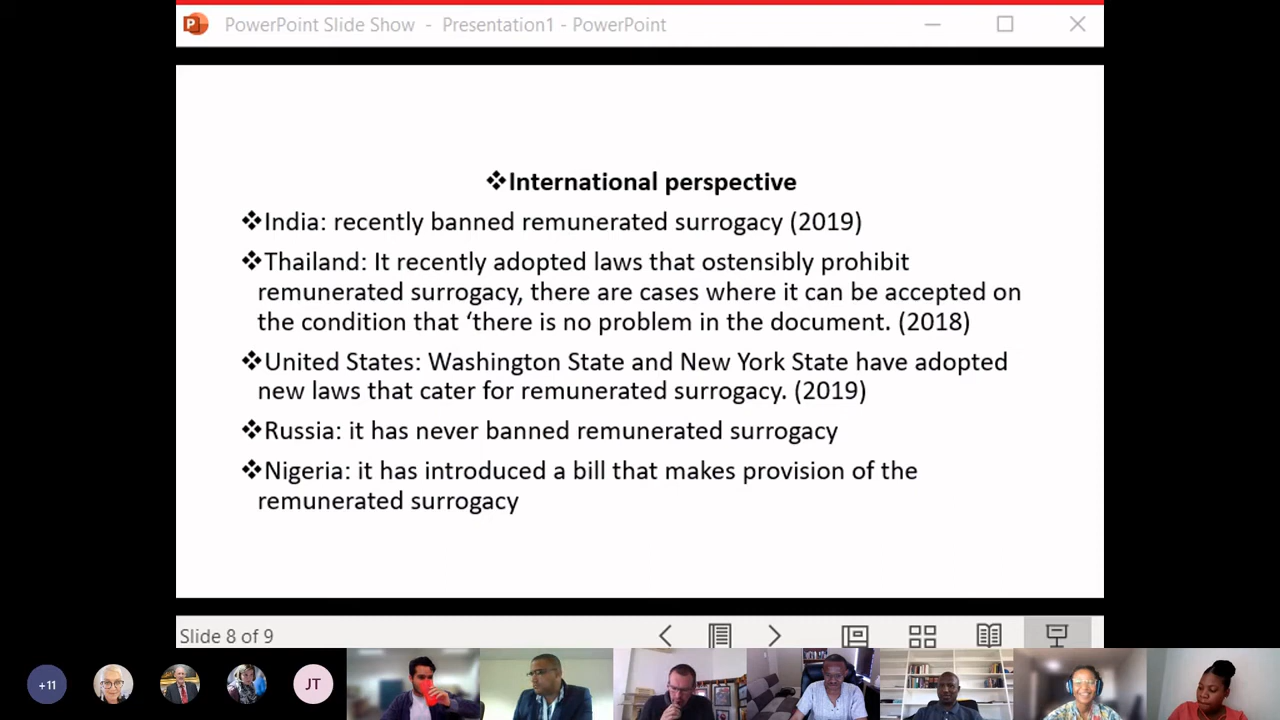 P PowerPoint Slide Show - Presentation1 - PowerPoint
❖International perspective
❖India: recently banned remunerated surrogacy (2019)
❖Thailand: It recently adopted laws that ostensibly prohibit
remunerated surrogacy, there are cases where it can be accepted on
the condition that ‘there is no problem in the document. (2018)
❖United States: Washington State and New York State have adopted
new laws that cater for remunerated surrogacy. (2019)
❖Russia: it has never banned remunerated surrogacy
❖Nigeria: it has introduced a bill that makes provision of the
remunerated surrogacy
Slide 8 of 9
+11
JT